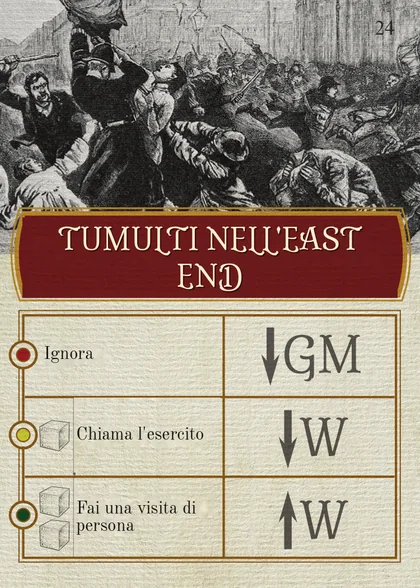 24
TUMULTI NELL'EAST
END
Ignora
GM
Chiama l'esercito
W
Fai una visita di
persona
W